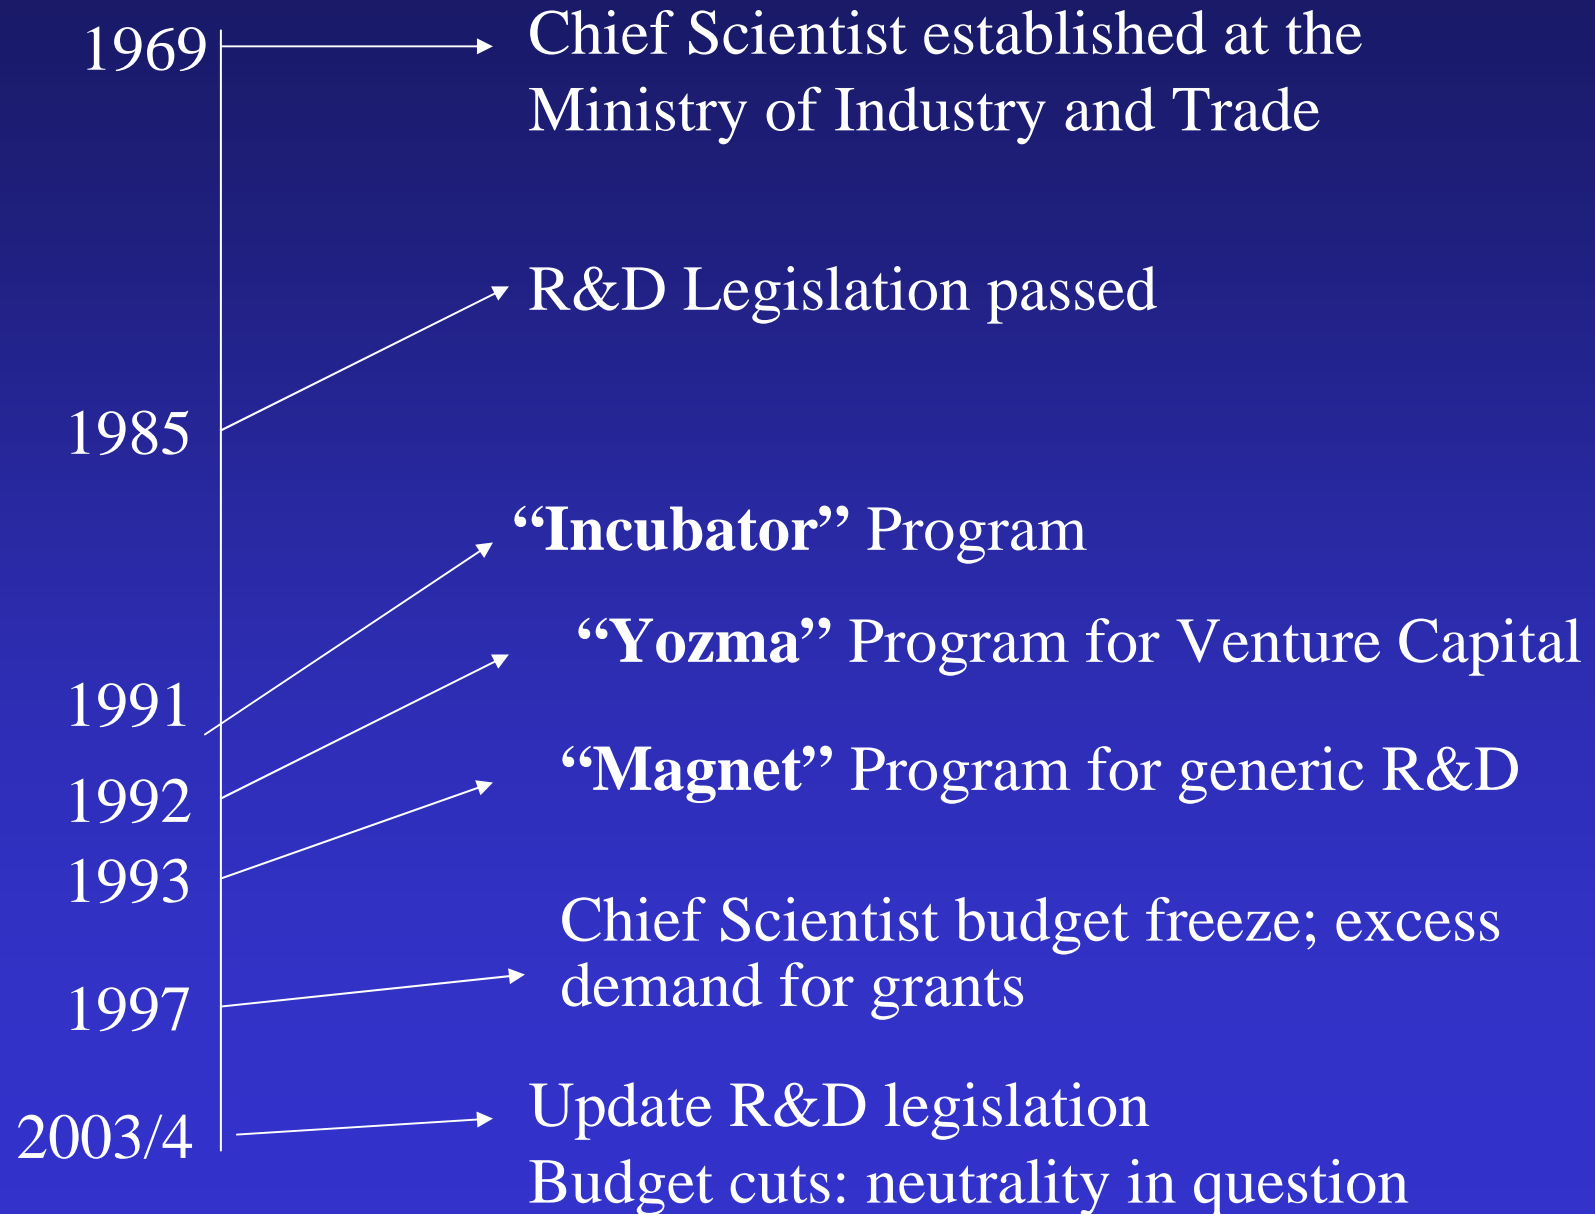 1969
Chief Scientist established at the
Ministry of Industry and Trade
R&D Legislation passed
1985
“Incubator” Program
“Yozma” Program for Venture Capital
1991
“Magnet” Program for generic R&D
1992
1993
Chief Scientist budget freeze; excess
demand for grants
1997
Update R&D legislation
2003/4
Budget cuts: neutrality in question